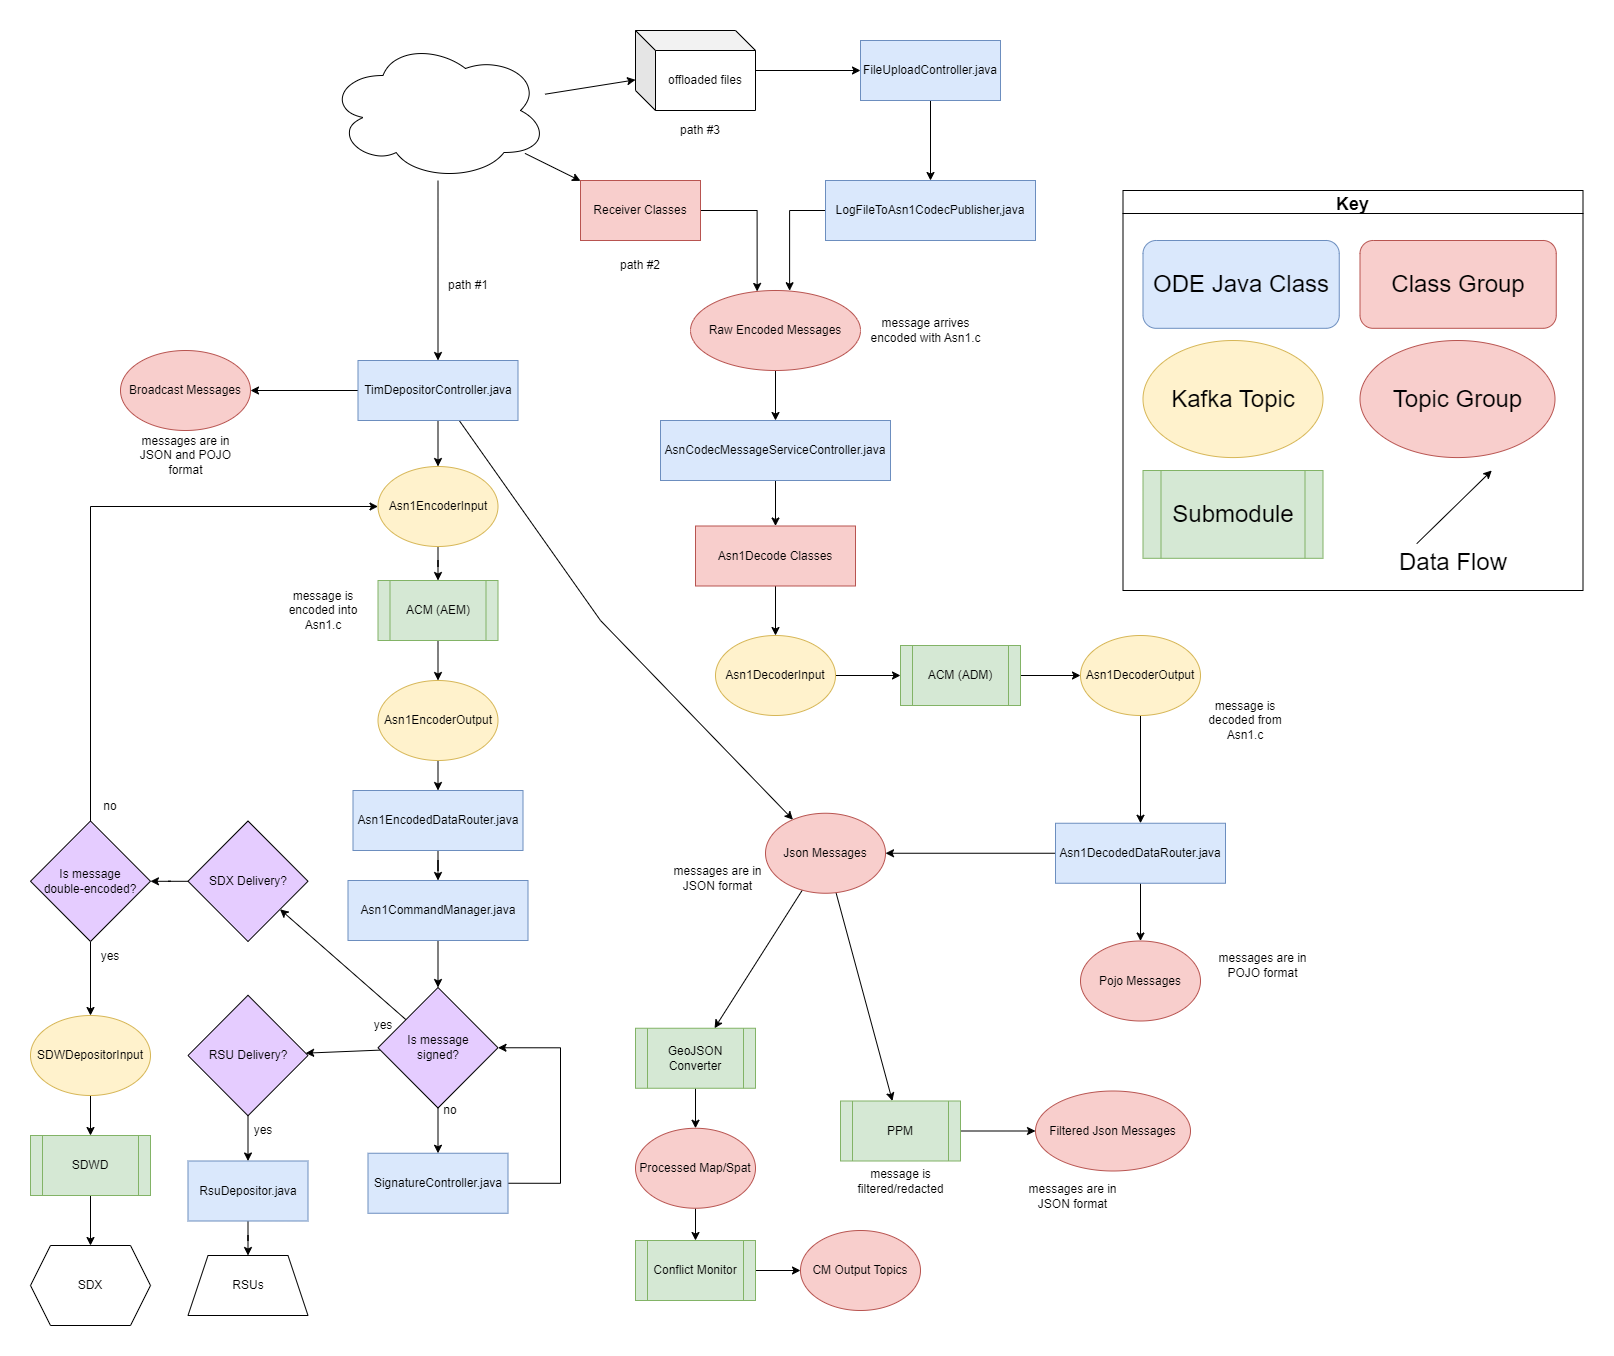 offloaded files
FileUploadController.java
path #3
Receiver Classes
LogFileToAsn1CodecPublisher.java
path #2
path #1
Key
ODE Java Class
Class Group
Kafka Topic
Topic Group
Submodule
Data Flow
Raw Encoded Messages
message arrives
encoded with Asn1.c
Broadcast Messages
TimDepositorController.java
messages are in
JSON and POJO
format
AsnCodecMessageServiceController.java
Asn1EncoderInput
Asn1Decode Classes
message is
encoded into
Asn1.c
ACM (AEM)
Asn1DecoderInput
ACM (ADM)
Asn1DecoderOutput
message is
decoded from
Asn1.c
Asn1EncoderOutput
no
Asn1EncodedDataRouter.java
Json Messages
Asn1DecodedDataRouter.java
messages are in
JSON format
Is message
double-encoded?
SDX Delivery?
Asn1CommandManager.java
yes
messages are in
POJO format
Pojo Messages
yes
Is message
signed?
SDWDepositorInput
RSU Delivery?
GeoJSON
Converter
no
yes
PPM
Filtered Json Messages
message is
filtered/redacted
messages are in
JSON format
SDWD
RsuDepositor.java
SignatureController.java
Processed Map/Spat
SDX
RSUs
Conflict Monitor
CM Output Topics